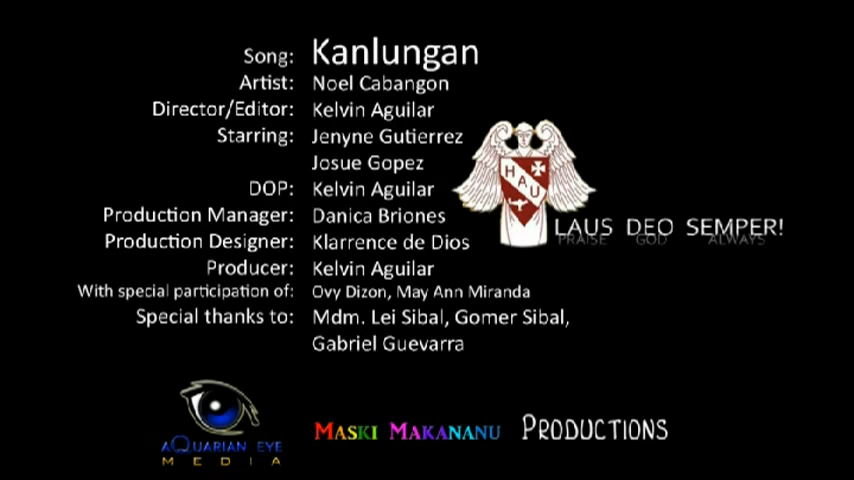 Song: Kanlungan
Artist: Noel Cabangon
Director/Editor: Kelvin Aguilar
Starring: Jenyne Gutierrez
Josue Gopez
DOP: Kelvin Aguilar
Production Manager: Danica Briones
Production Designer: Klarrence de Dios
Producer: Kelvin Aguilar
With special participation of: Ovy Dizon, May Ann Miranda
Special thanks to: Mdm. Lei Sibal, Gomer Sibal,
Gabriel Guevarra
HAU
LAUS DEO SEMPER!
PRAISE GOD ALWAYS
AQUARIAN EYE
MEDIA
MASKI MAKANANU PRODUCTIONS